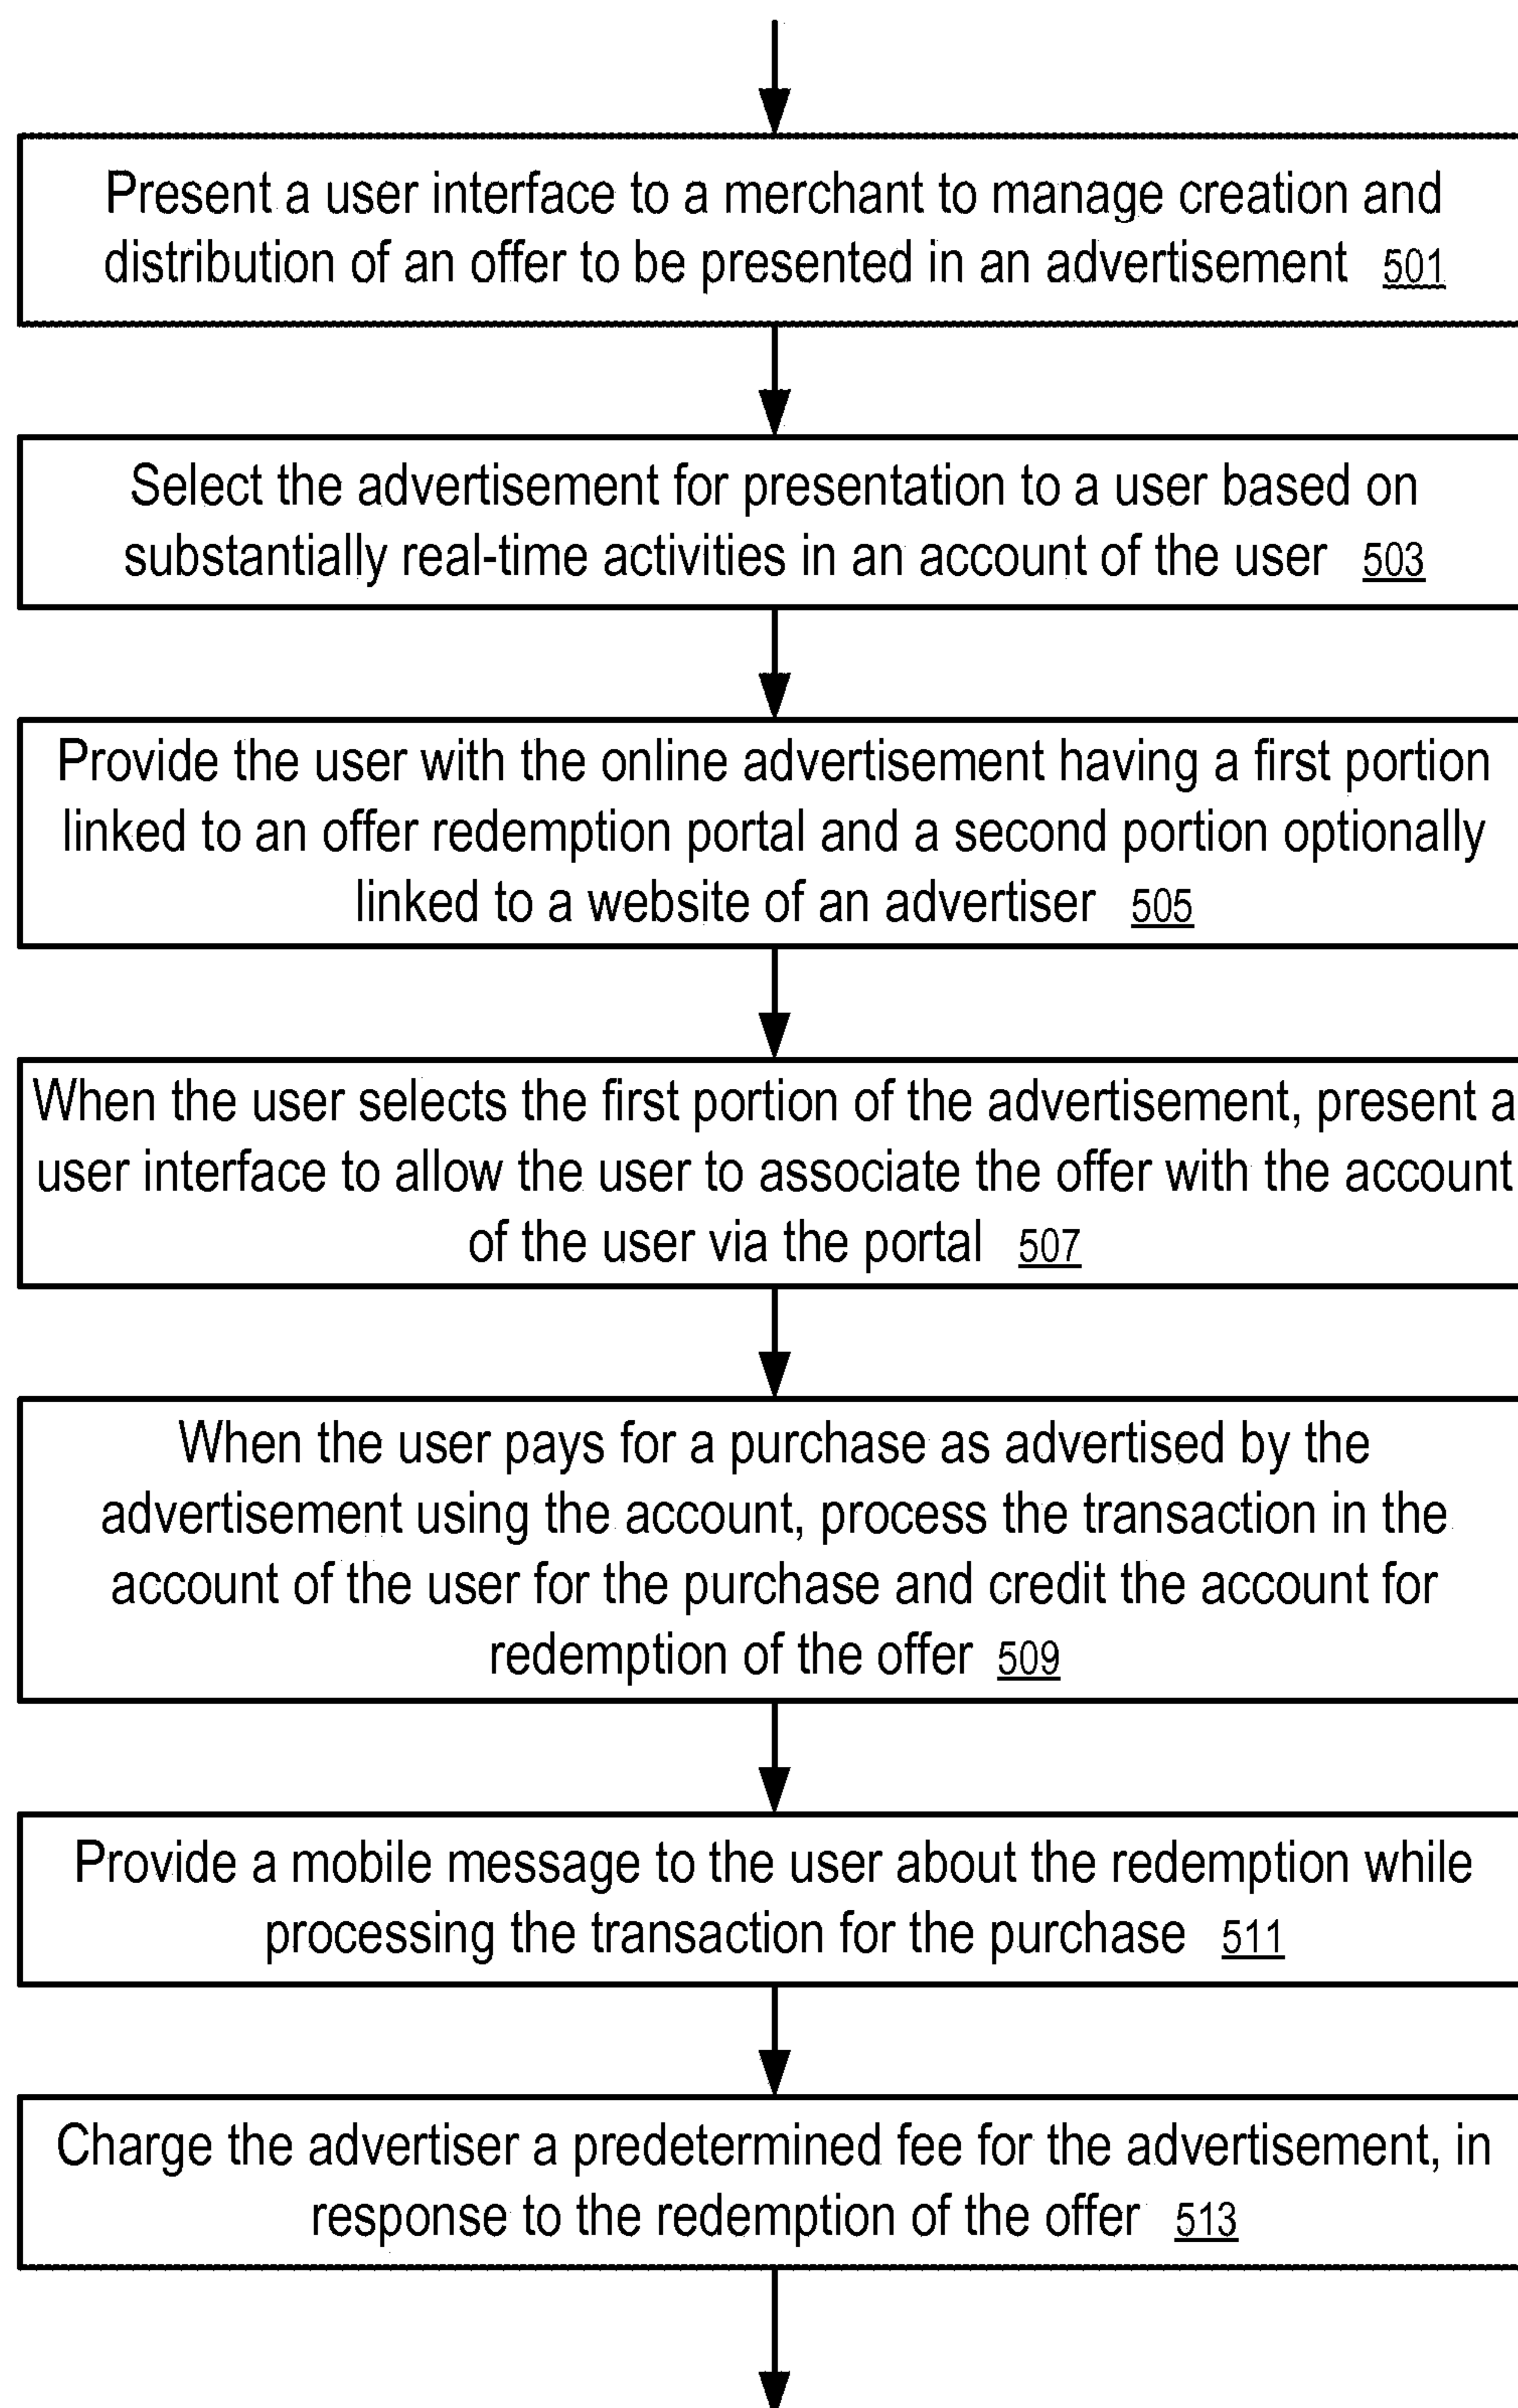 Present a user interface to a merchant to manage creation and
distribution of an offer to be presented in an advertisement 501
Select the advertisement for presentation to a user based on
substantially real-time activities in an account of the user 503
Provide the user with the online advertisement having a first portion
linked to an offer redemption portal and a second portion optionally
linked to a website of an advertiser 505
When the user selects the first portion of the advertisement, present a
user interface to allow the user to associate the offer with the account
of the user via the portal 507
When the user pays for a purchase as advertised by the
advertisement using the account, process the transaction in the
account of the user for the purchase and credit the account for
redemption of the offer 509
Provide a mobile message to the user about the redemption while
processing the transaction for the purchase 511
Charge the advertiser a predetermined fee for the advertisement, in
response to the redemption of the offer 513